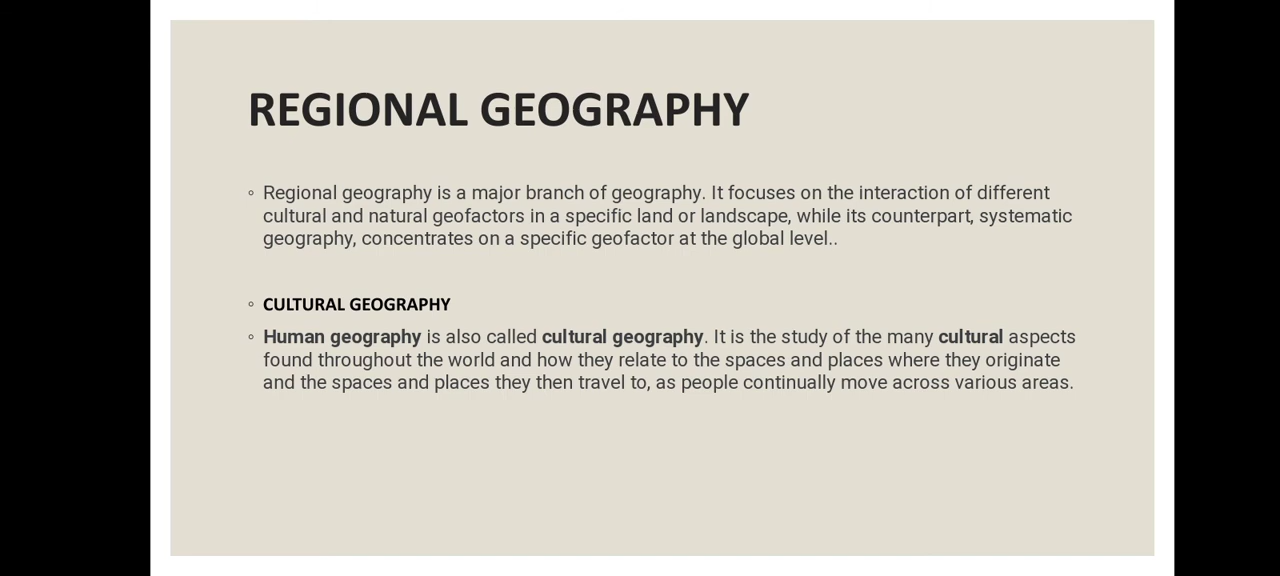 REGIONAL GEOGRAPHY
◦ Regional geography is a major branch of geography. It focuses on the interaction of different
cultural and natural geofactors in a specific land or landscape, while its counterpart, systematic
geography, concentrates on a specific geofactor at the global level..
◦ CULTURAL GEOGRAPHY
◦ Human geography is also called cultural geography. It is the study of the many cultural aspects
found throughout the world and how they relate to the spaces and places where they originate
and the spaces and places they then travel to, as people continually move across various areas.